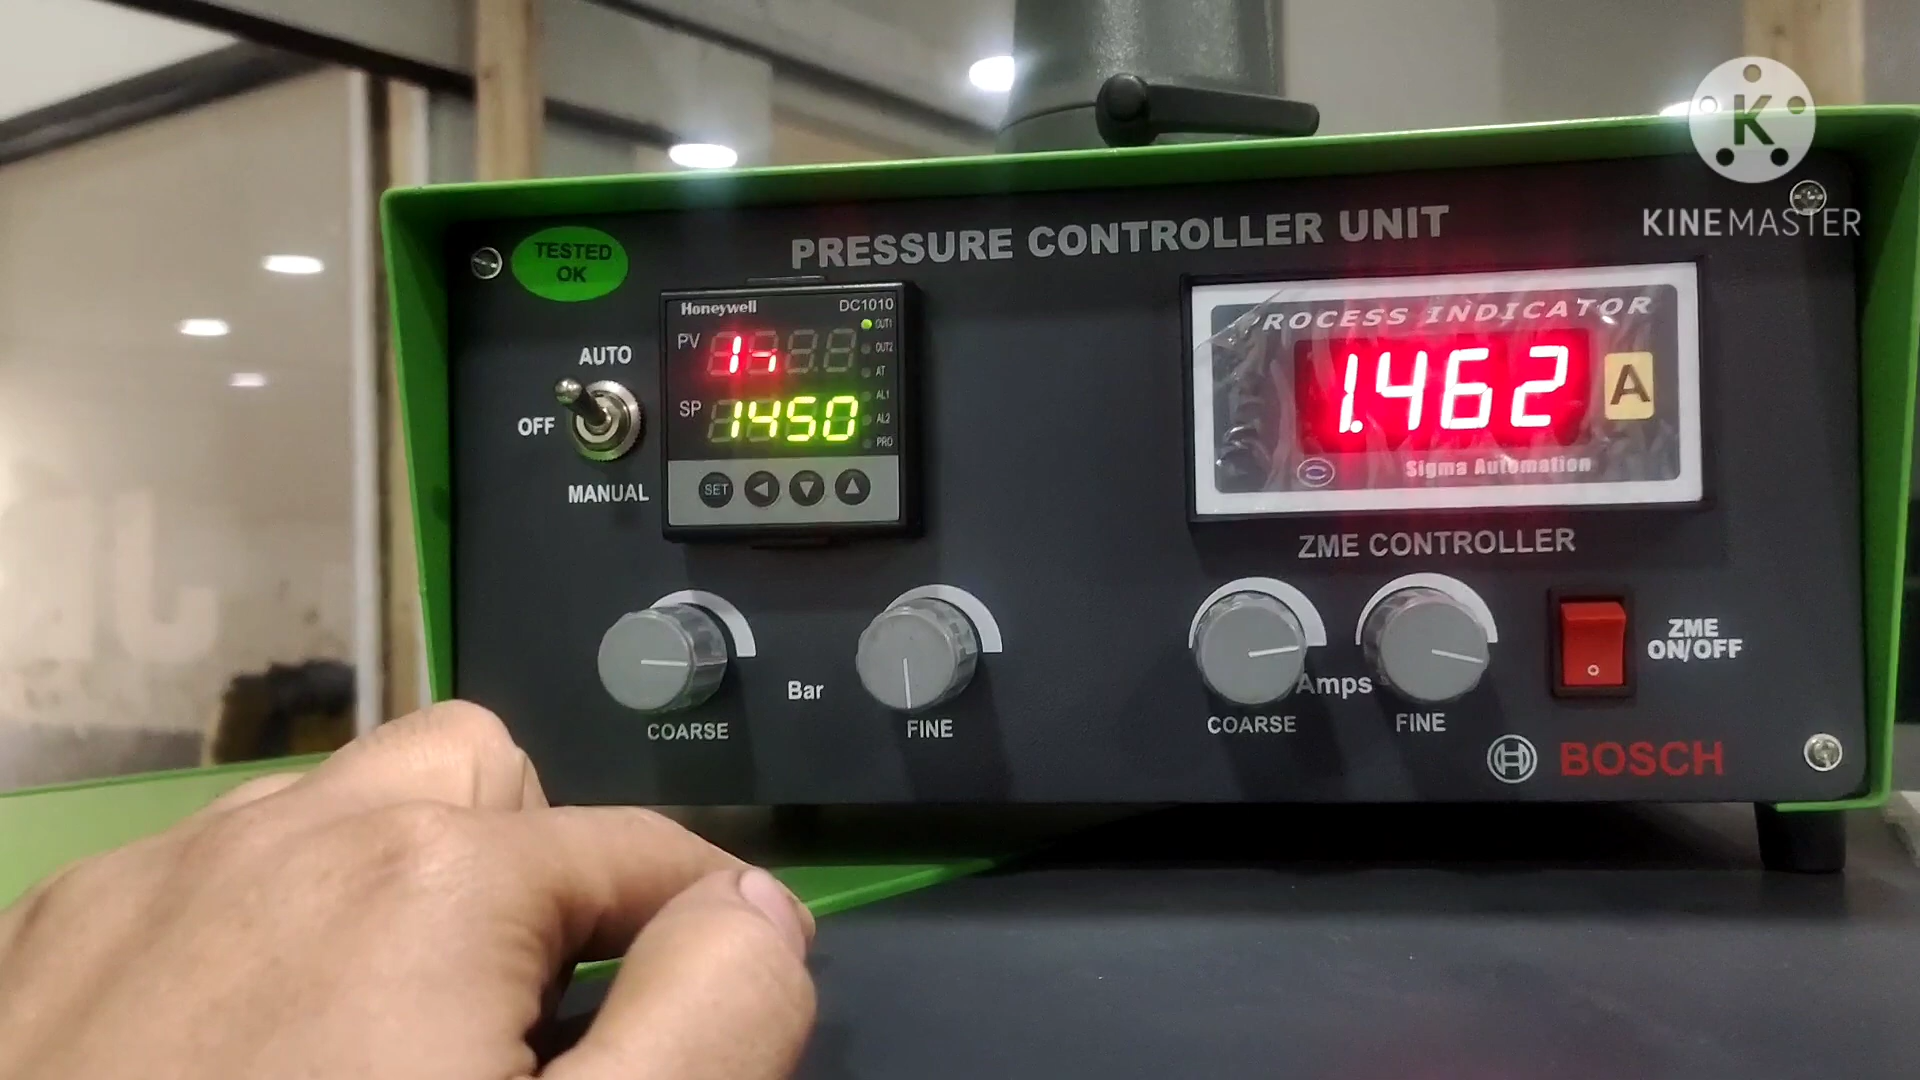 K
KINEMASTER
TESTED
OK
PRESSURE CONTROLLER UNIT
AUTO
OFF
MANUAL
Honeywell DC1010
PV
SP 1450
OUT1
OUT2
AT
AL1
AL2
PRO
SET
PROCESS INDICATOR
1.462 A
Sigma Automation
ZME CONTROLLER
COARSE
Bar
FINE
COARSE
Amps
FINE
ZME
ON/OFF
BOSCH